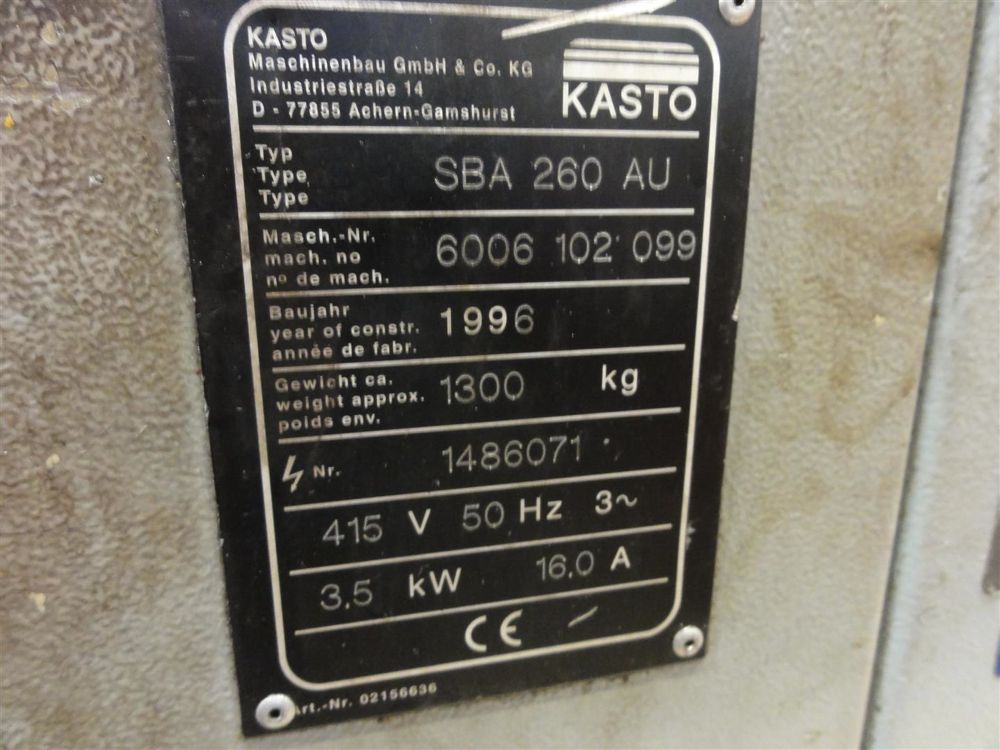 KASTO
Maschinenbau GmbH & Co. KG
Industriestraße 14
D - 77855 Achern-Gamshurst
KASTO
Typ
Type
Type
SBA 260 AU
Masch.-Nr.
mach. no
nº de mach.
6006 102 099
Baujahr
year of constr.
année de fabr.
1996
Gewicht ca.
weight approx.
poids env.
1300 kg
Nr. 1486071
415 V 50 Hz 3~
3.5 kW 16.0 A
CE
Art.-Nr. 02156636